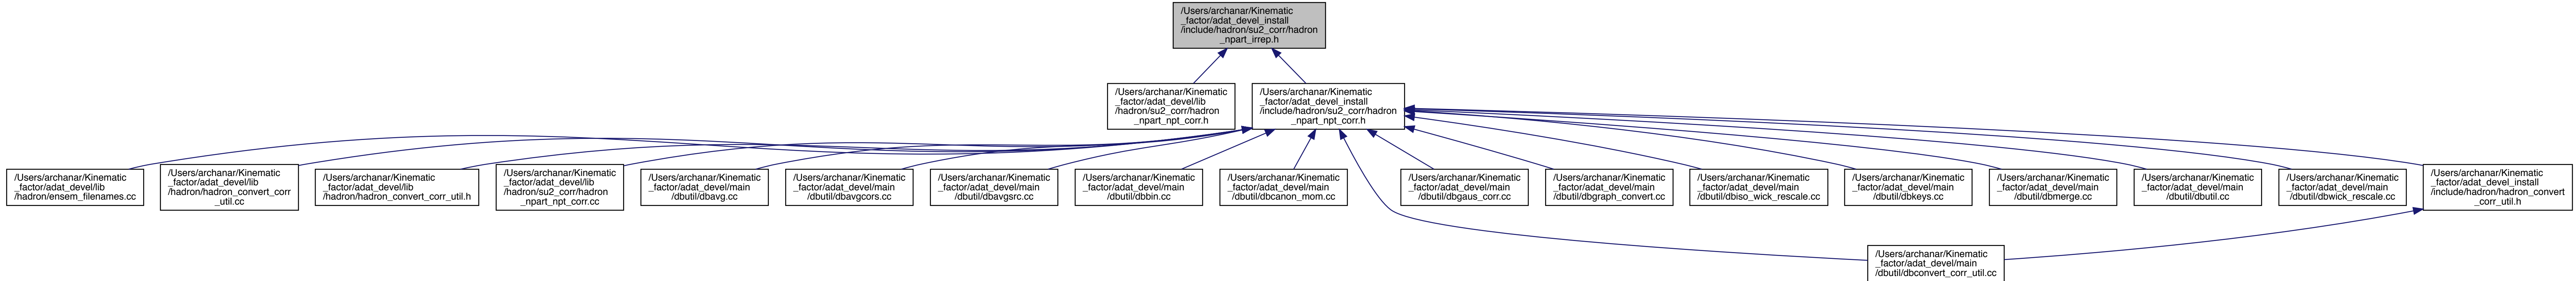 /Users/archanar/Kinematic
_factor/adat_devel_install
/include/hadron/su2_corr/hadron
_npart_irrep.h
/Users/archanar/Kinematic
_factor/adat_devel/lib
/hadron/su2_corr/hadron
_npart_npt_corr.h
/Users/archanar/Kinematic
_factor/adat_devel_install
/include/hadron/su2_corr/hadron
_npart_npt_corr.h
/Users/archanar/Kinematic
_factor/adat_devel/lib
/hadron/ensem_filenames.cc
/Users/archanar/Kinematic
_factor/adat_devel/lib
/hadron/hadron_convert_corr
_util.cc
/Users/archanar/Kinematic
_factor/adat_devel/lib
/hadron/hadron_convert_corr_util.h
/Users/archanar/Kinematic
_factor/adat_devel/lib
/hadron/su2_corr/hadron
_npart_npt_corr.cc
/Users/archanar/Kinematic
_factor/adat_devel/main
/dbutil/dbavg.cc
/Users/archanar/Kinematic
_factor/adat_devel/main
/dbutil/dbavgcors.cc
/Users/archanar/Kinematic
_factor/adat_devel/main
/dbutil/dbavgsrc.cc
/Users/archanar/Kinematic
_factor/adat_devel/main
/dbutil/dbbin.cc
/Users/archanar/Kinematic
_factor/adat_devel/main
/dbutil/dbcanon_mom.cc
/Users/archanar/Kinematic
_factor/adat_devel/main
/dbutil/dbgaus_corr.cc
/Users/archanar/Kinematic
_factor/adat_devel/main
/dbutil/dbgraph_convert.cc
/Users/archanar/Kinematic
_factor/adat_devel/main
/dbutil/dbiso_wick_rescale.cc
/Users/archanar/Kinematic
_factor/adat_devel/main
/dbutil/dbkeys.cc
/Users/archanar/Kinematic
_factor/adat_devel/main
/dbutil/dbmerge.cc
/Users/archanar/Kinematic
_factor/adat_devel/main
/dbutil/dbutil.cc
/Users/archanar/Kinematic
_factor/adat_devel/main
/dbutil/dbwick_rescale.cc
/Users/archanar/Kinematic
_factor/adat_devel_install
/include/hadron/hadron_convert
_corr_util.h
/Users/archanar/Kinematic
_factor/adat_devel/main
/dbutil/dbconvert_corr_util.cc